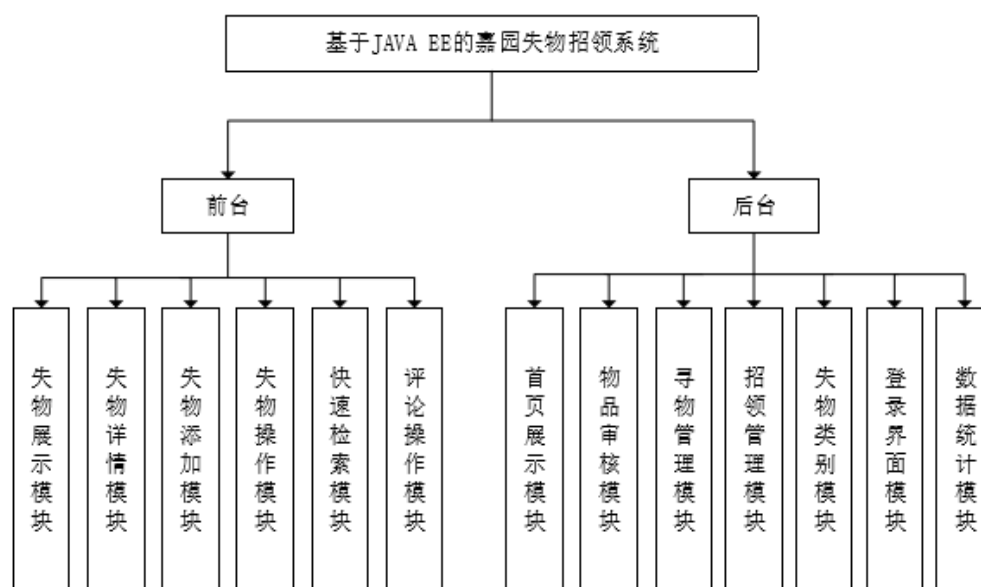 基于JAVA EE的嘉园失物招领系统
前台
后台
失物展示模块
失物详情模块
失物添加模块
失物操作模块
快速检索模块
评论操作模块
首页展示模块
物品审核模块
寻物管理模块
招领管理模块
失物类别模块
登录界面模块
数据统计模块